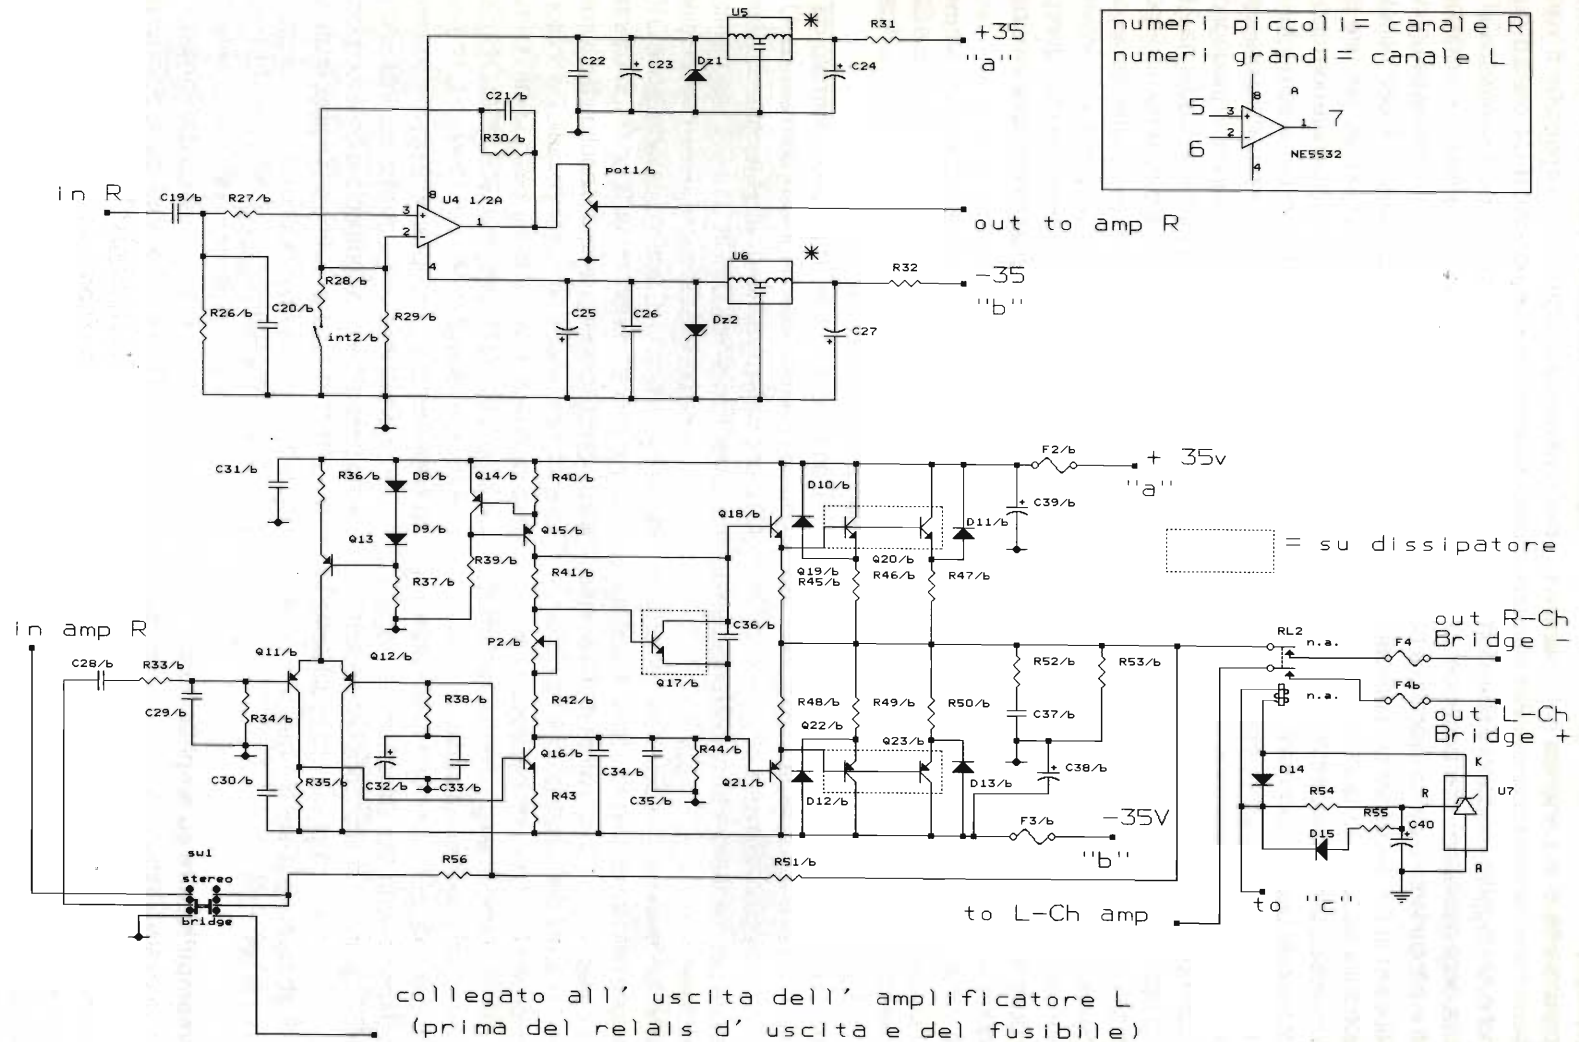 U5
*
R31
+35
"a"
C22
+
C23
Dz1
+
C24
C21/b
R30/b
pot1/b
in R
C19/b
R27/b
8
U4 1/2A
3
+
1
2
-
4
out to amp R
U6
*
R32
-35
"b"
R28/b
R26/b
C20/b
R29/b
int2/b
C25
+
C26
Dz2
C27
+
numeri piccoli= canale R
numeri grandi= canale L
8
A
5
3
+
1
7
6
2
-
NE5532
4
C31/b
R36/b
D8/b
Q14/b
R40/b
F2/b
+ 35v
"a"
D10/b
+
C39/b
Q18/b
D9/b
Q15/b
D11/b
Q13
R39/b
Q20/b
= su dissipatore
R37/b
R41/b
Q19/b
R45/b
R46/b
R47/b
in amp R
P2/b
C36/b
out R-Ch
Bridge -
RL2
n.a.
F4
C28/b
R33/b
Q11/b
Q12/b
Q17/b
R52/b
R53/b
R38/b
R42/b
R48/b
R49/b
R50/b
n.a.
F4b
C29/b
R34/b
C37/b
out L-Ch
Bridge +
Q22/b
Q23/b
Q16/b
R44/b
+
C34/b
C30/b
R35/b
C32/b
C33/b
C35/b
Q21/b
D12/b
D13/b
+
C38/b
R43
D14
K
U7
R54
R
R55
+
C40
D15
A
F3/b
-35V
"b"
sw1
stereo
bridge
R56
R51/b
to L-Ch amp
to "c"
collegato all' uscita dell' amplificatore L
(prima del relais d' uscita e del fusibile)